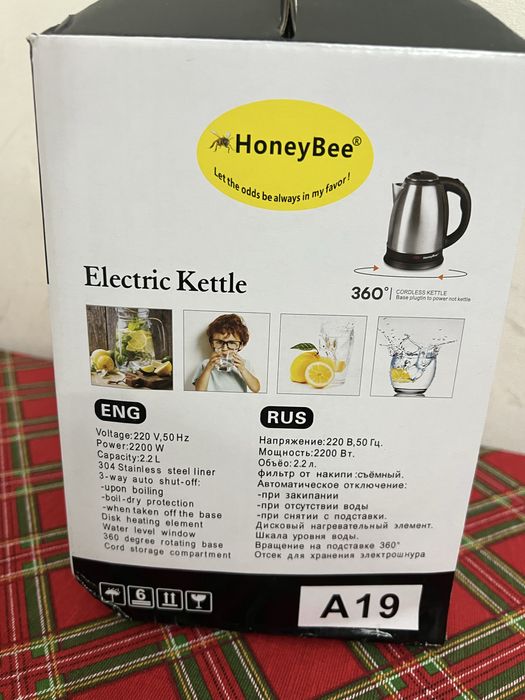 HoneyBee®
Let the odds be always in my favor!
Electric Kettle
360° CORDLESS KETTLE
Base plugtin to power not kettle
ENG
Voltage:220 V,50Hz
Power:2200 W
Capacity:2.2L
304 Stainless steel liner
3-way auto shut-off:
-upon boiling
-boil-dry protection
-when taken off the base
Disk heating element
Water level window
360 degree rotating base
Cord storage compartment
RUS
Напряжение:220 В,50 Гц.
Мощность:2200 Вт.
Объёо:2.2 л.
фильтр от накипи :съёмный.
Автоматическое отключение:
-при закипании
-при отсутствии воды
-при снятии с подставки.
Дисковый нагревательный элемент.
Шкала уровня воды.
Вращение на подставке 360°
Отсек для хранения электрошнура
6
A19